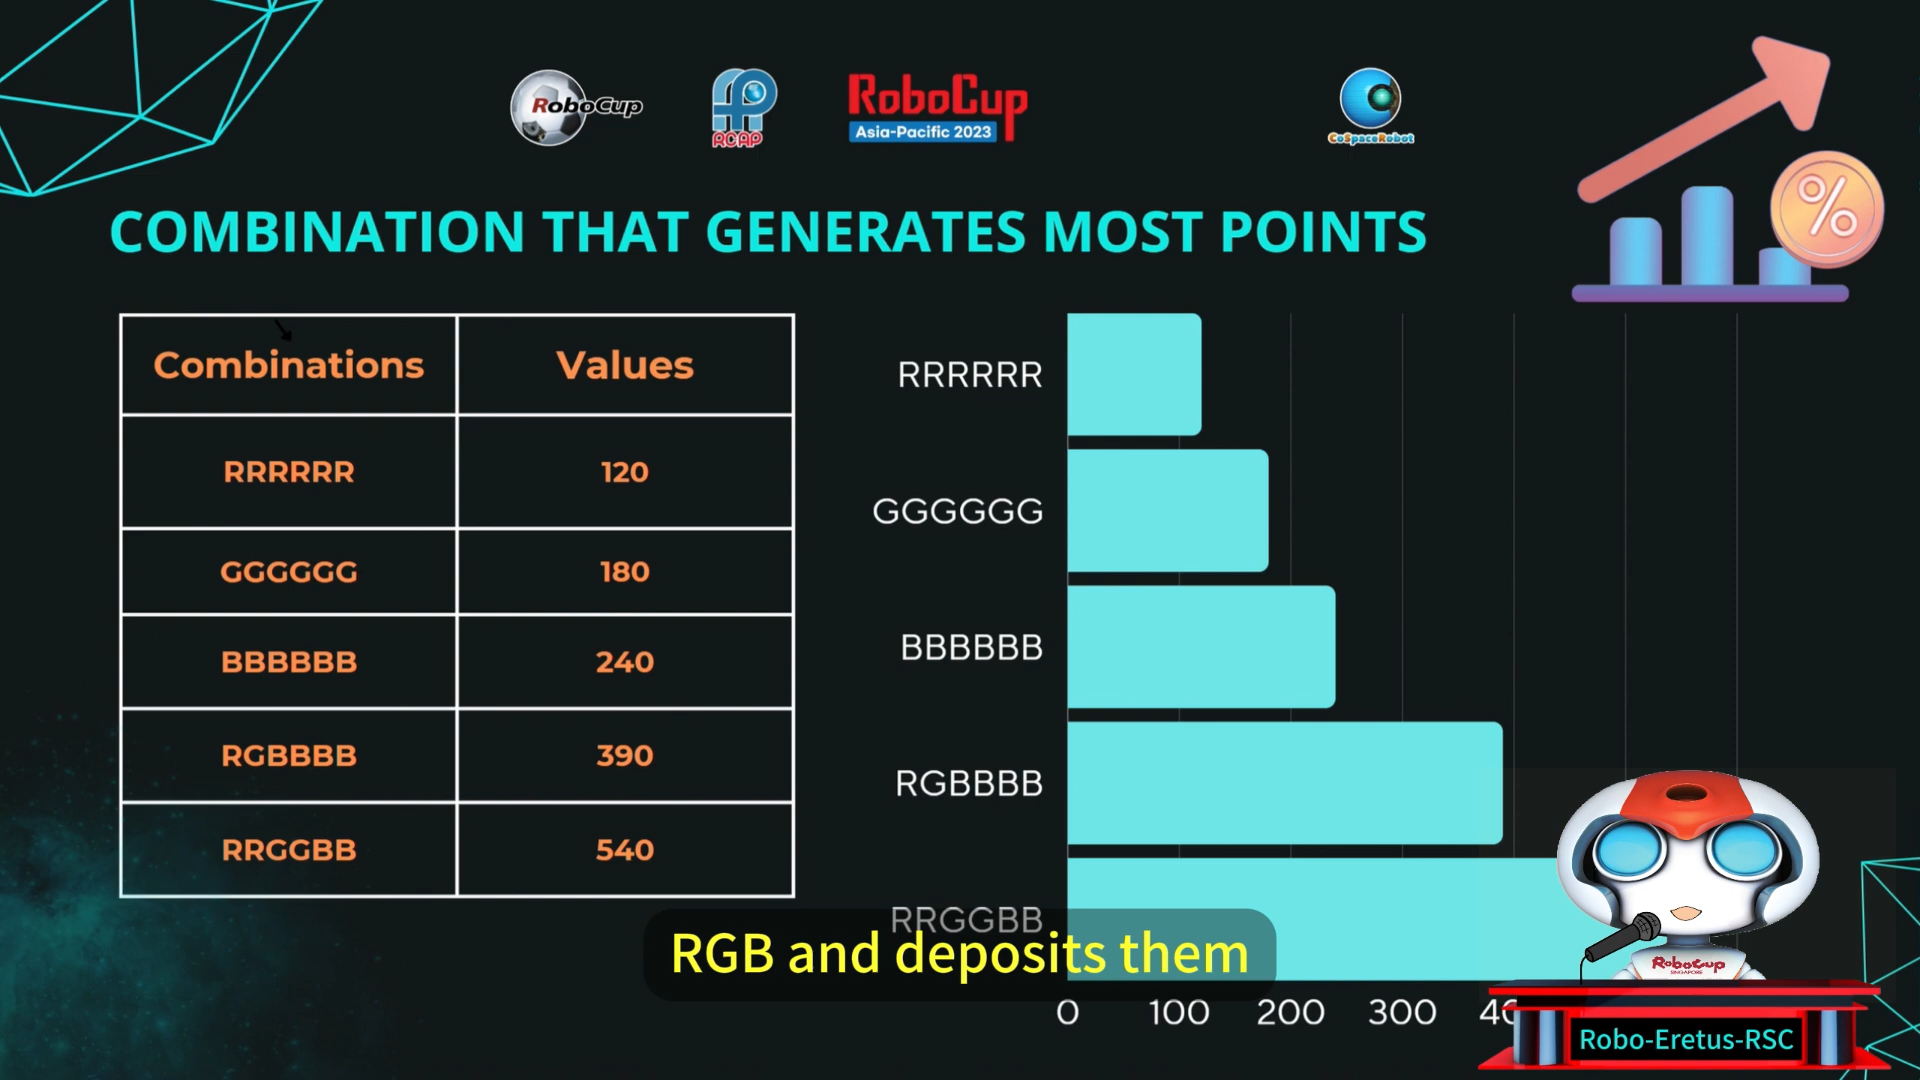 RoboCup
RCAP
RoboCup
Asia-Pacific 2023
CoSpaceRobot
%
COMBINATION THAT GENERATES MOST POINTS
Combinations Values
RRRRRR 120
GGGGGG 180
BBBBBB 240
RGBBBB 390
RRGGBB 540
RRRRRR
GGGGGG
BBBBBB
RGBBBB
RRGGBB
0 100 200 300
RGB and deposits them
RoboCup
SINGAPORE
Robo-Eretus-RSC